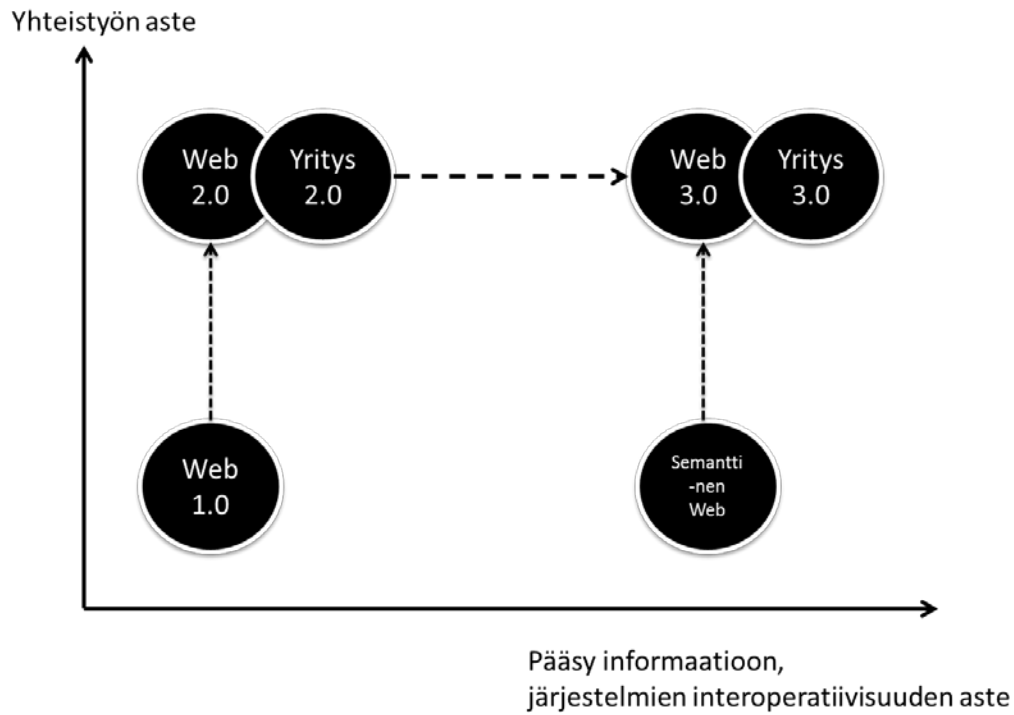 Yhteistyön aste
Web
2.0
Yritys
2.0
Web
3.0
Yritys
3.0
Web
1.0
Semantti
-nen
Web
Pääsy informaatioon,
järjestelmien interoperatiivisuuden aste